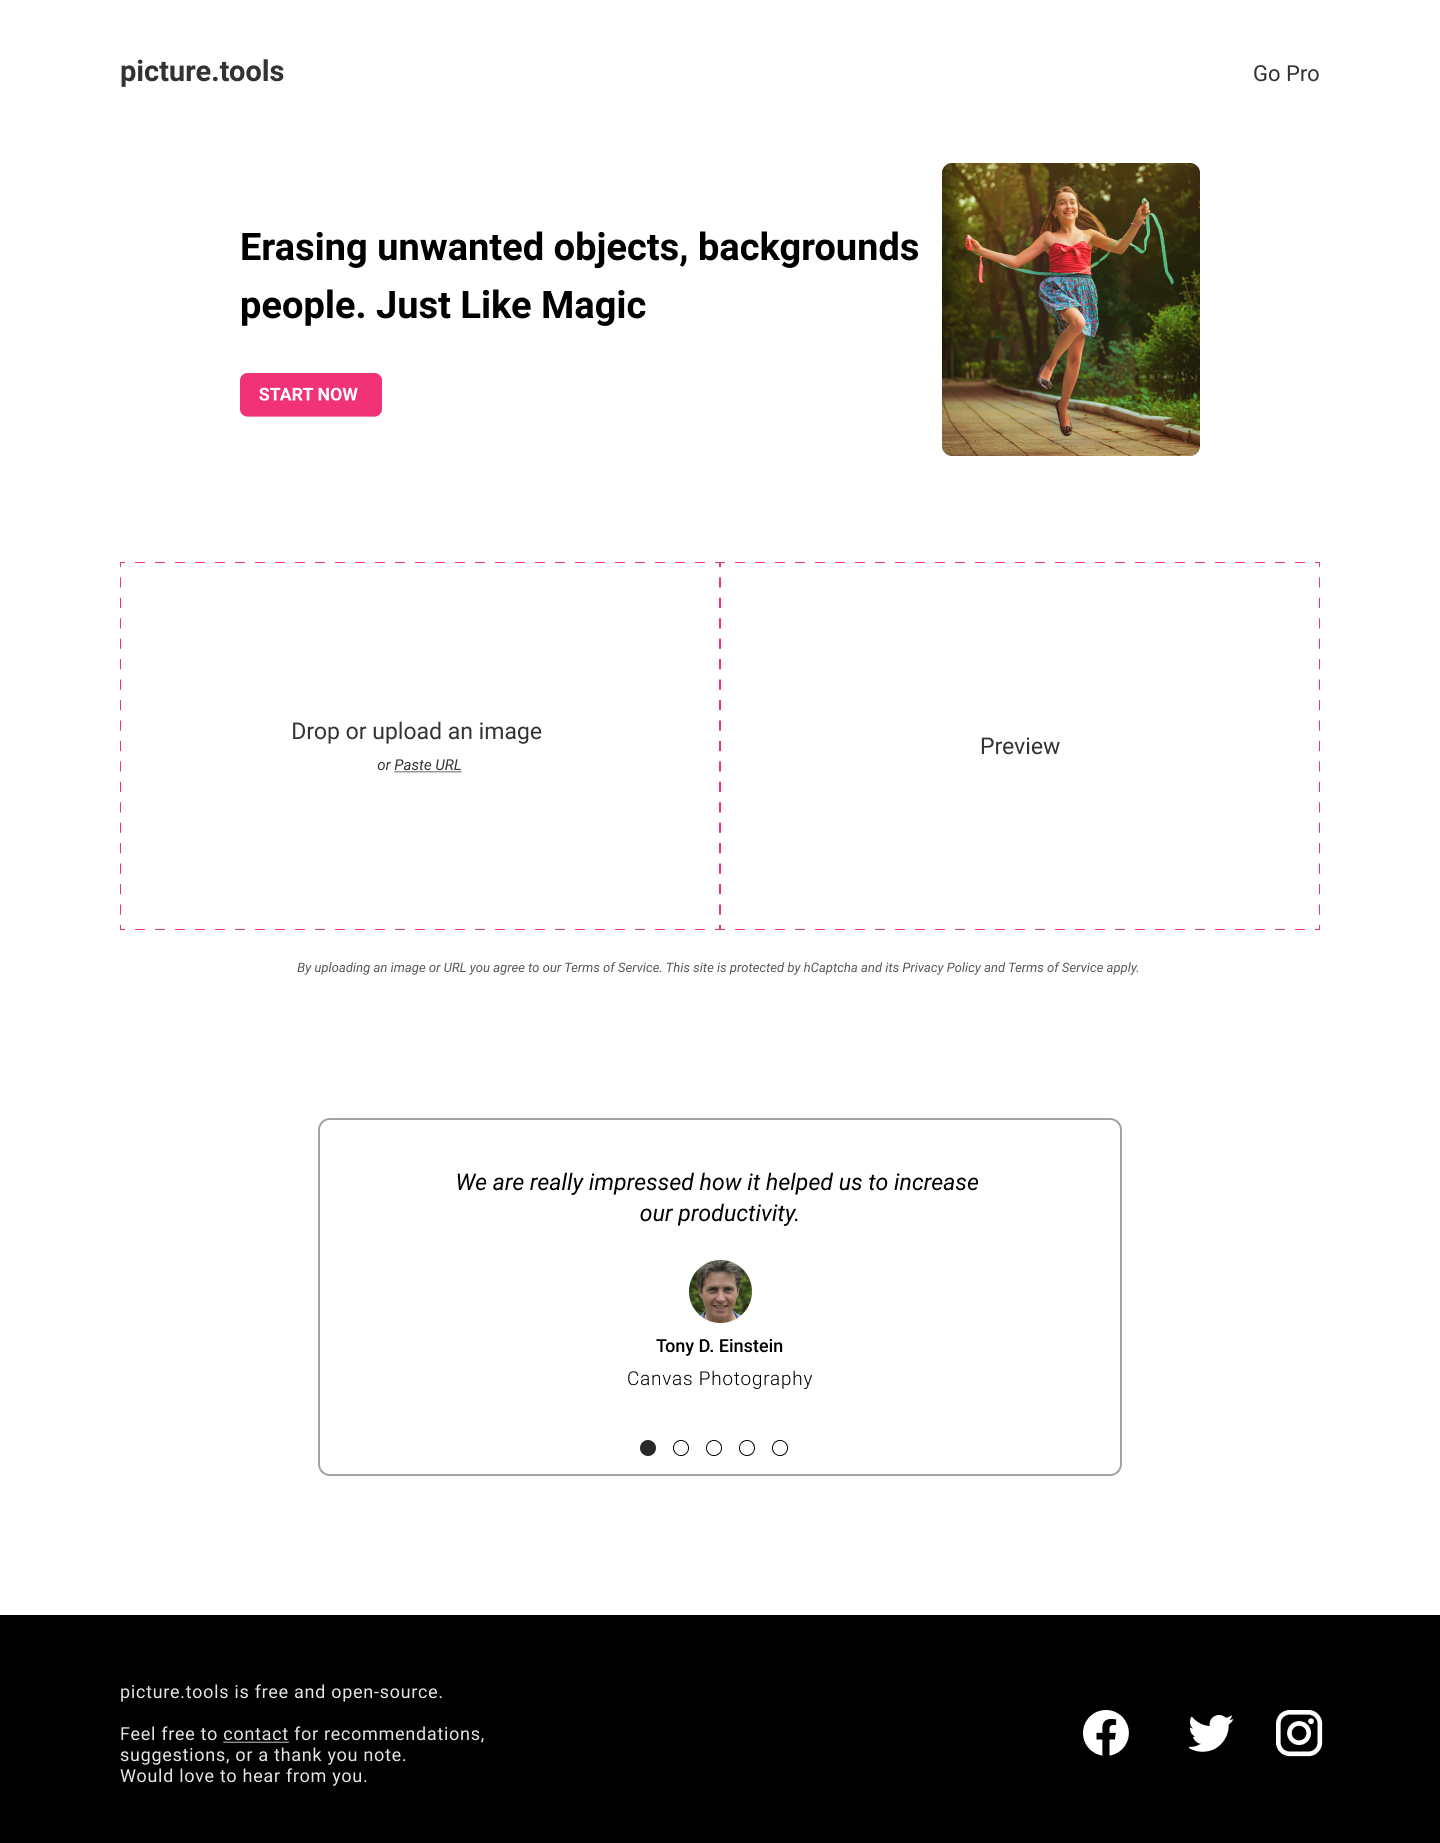 picture.tools
Go Pro
Erasing unwanted objects, backgrounds
people. Just Like Magic
START NOW
Drop or upload an image
or Paste URL
Preview
By uploading an image or URL you agree to our Terms of Service. This site is protected by hCaptcha and its Privacy Policy and Terms of Service apply.
We are really impressed how it helped us to increase
our productivity.
Tony D. Einstein
Canvas Photography
picture.tools is free and open-source.
Feel free to contact for recommendations,
suggestions, or a thank you note.
Would love to hear from you.